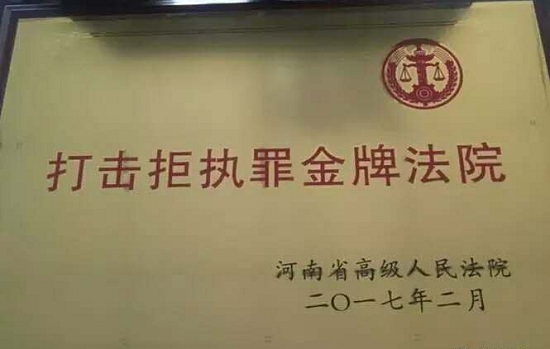 打击拒执罪金牌法院
河南省高级人民法院
二〇一七年二月